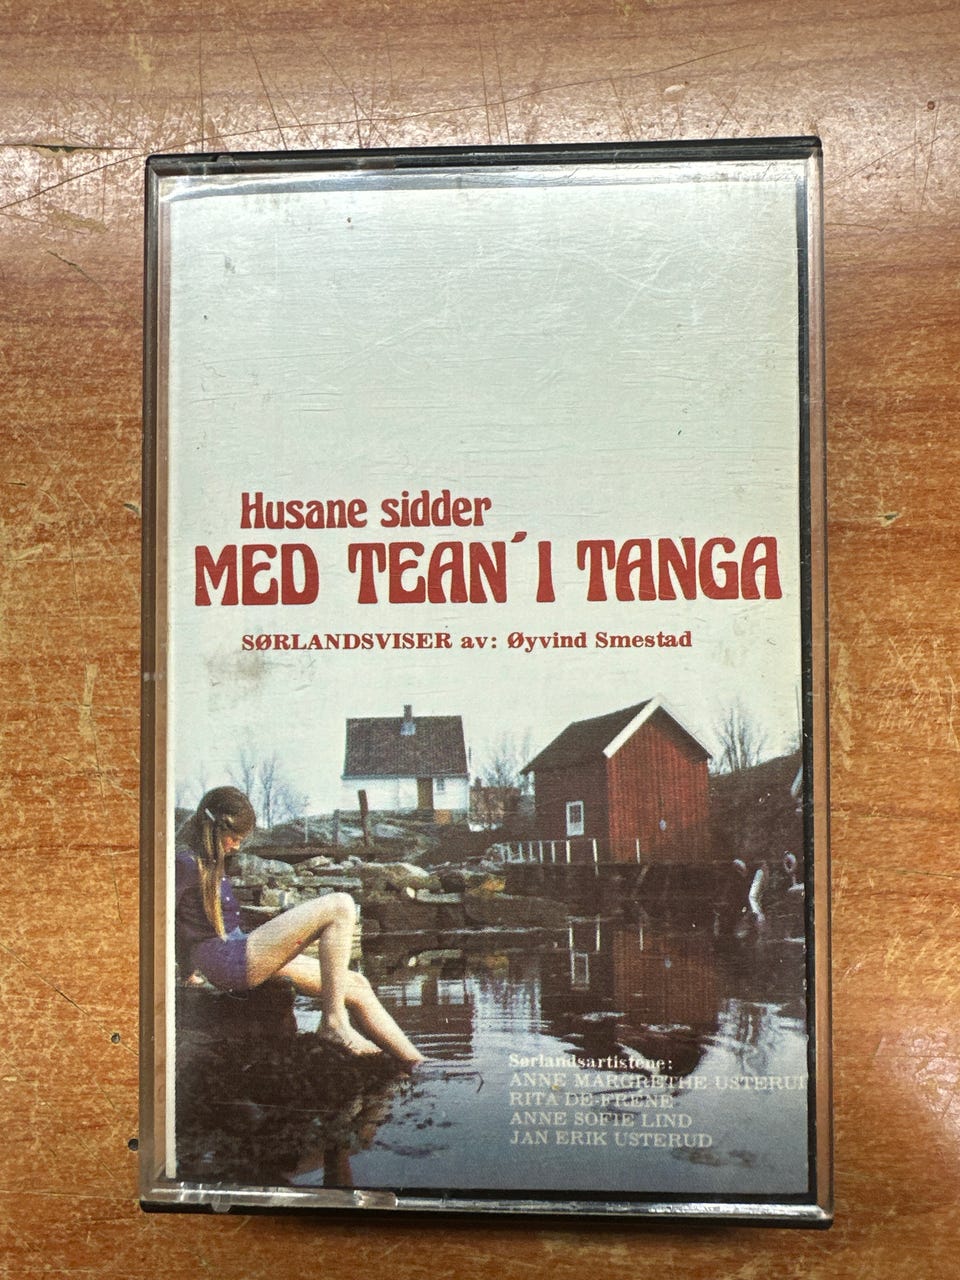 Husane sidder
MED TEAN´ I TANGA
SØRLANDSVISER av: Øyvind Smestad
Sørlandsartistene:
ANNE MARGRETHE USTERUD
RITA DE-FRENE
ANNE SOFIE LIND
JAN ERIK USTERUD